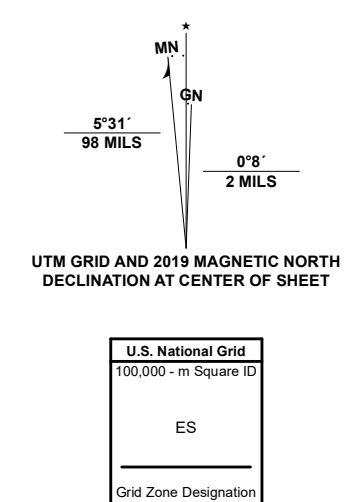 ★
MN
GN
5°31´
98 MILS
0°8´
2 MILS
UTM GRID AND 2019 MAGNETIC NORTH
DECLINATION AT CENTER OF SHEET
U.S. National Grid
100,000 - m Square ID
ES
Grid Zone Designation